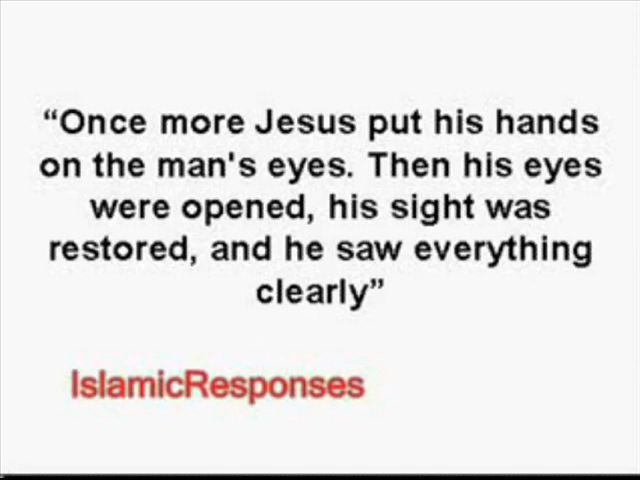 “Once more Jesus put his hands
on the man's eyes. Then his eyes
were opened, his sight was
restored, and he saw everything
clearly”
IslamicResponses